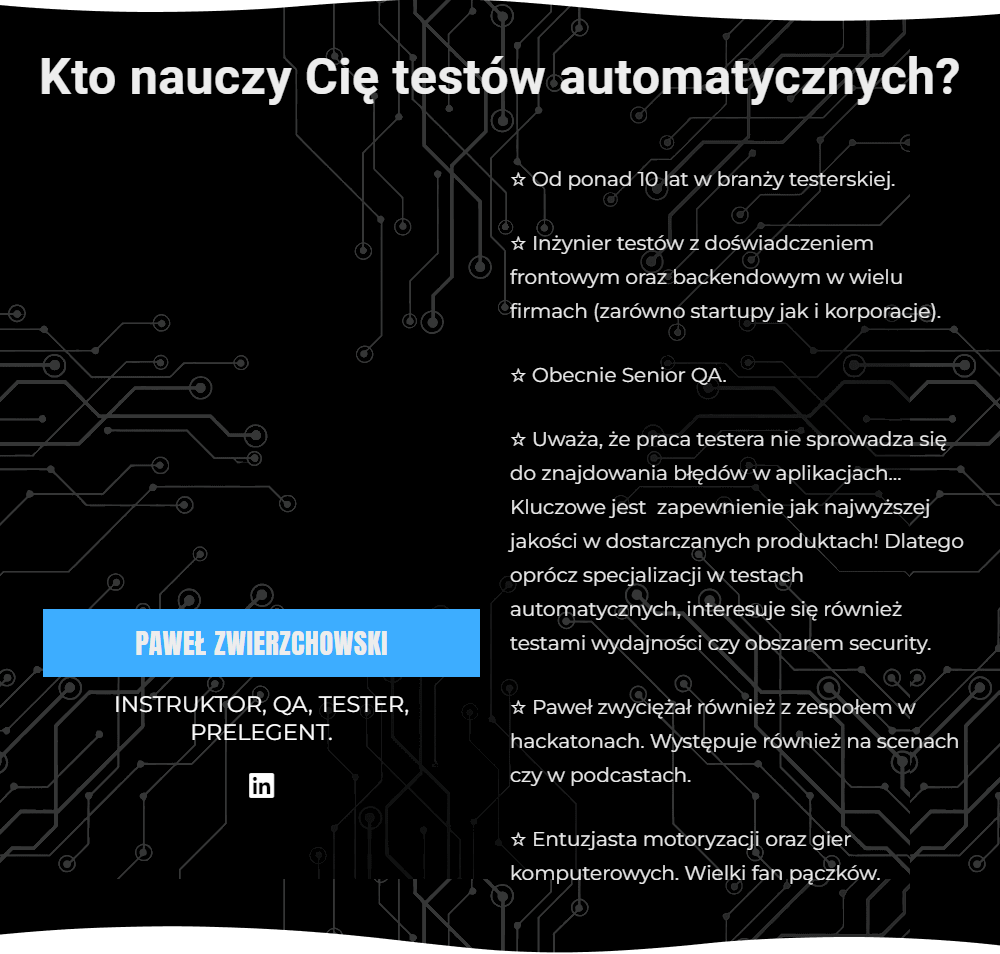 Kto nauczy Cię testów automatycznych?
☆ Od ponad 10 lat w branży testerskiej.
☆ Inżynier testów z doświadczeniem
frontowym oraz backendowym w wielu
firmach (zarówno startupy jak i korporacje).
☆ Obecnie Senior QA.
☆ Uważa, że praca testera nie sprowadza się
do znajdowania błędów w aplikacjach...
Kluczowe jest  zapewnienie jak najwyższej
jakości w dostarczanych produktach! Dlatego
oprócz specjalizacji w testach
automatycznych, interesuje się również
testami wydajności czy obszarem security.
☆ Paweł zwyciężał również z zespołem w
hackatonach. Występuje również na scenach
czy w podcastach.
☆ Entuzjasta motoryzacji oraz gier
komputerowych. Wielki fan pączków.
PAWEŁ ZWIERZCHOWSKI
INSTRUKTOR, QA, TESTER,
PRELEGENT.
in